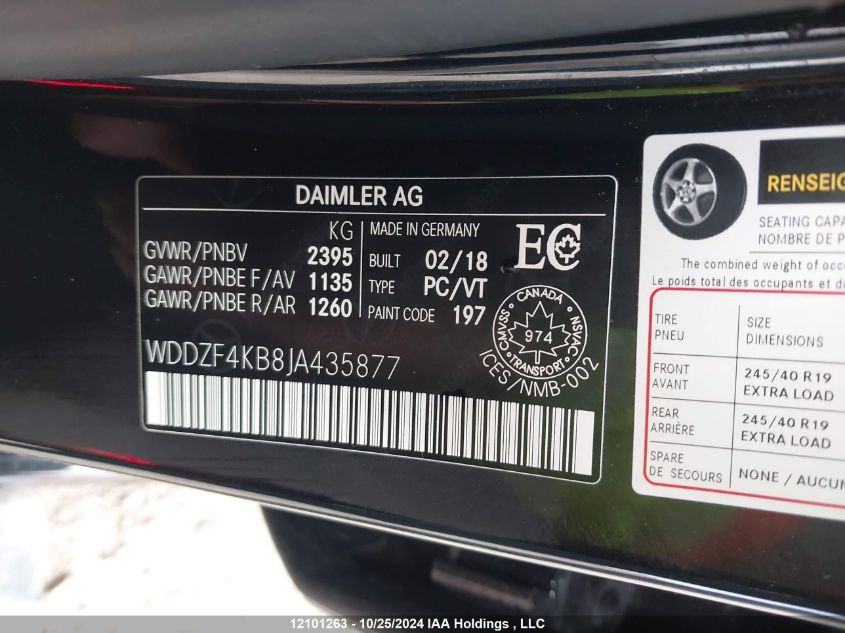 DAIMLER AG
KG
GVWR/PNBV 2395
GAWR/PNBE F/AV 1135
GAWR/PNBE R/AR 1260
MADE IN GERMANY
BUILT 02/18
TYPE PC/VT
PAINT CODE 197
EC
CANADA
CMVSS 974 NSVAC
TRANSPORT
ICES/NMB-002
WDDZF4KB8JA435877
RENSEIG
SEATING CAPA
NOMBRE DE P
The combined weight of occu
Le poids total des occupants et du
TIRE SIZE
PNEU DIMENSIONS
FRONT 245/40 R19
AVANT EXTRA LOAD
REAR 245/40 R19
ARRIÈRE EXTRA LOAD
SPARE
DE SECOURS NONE / AUCUN
12101263 - 10/25/2024 IAA Holdings , LLC